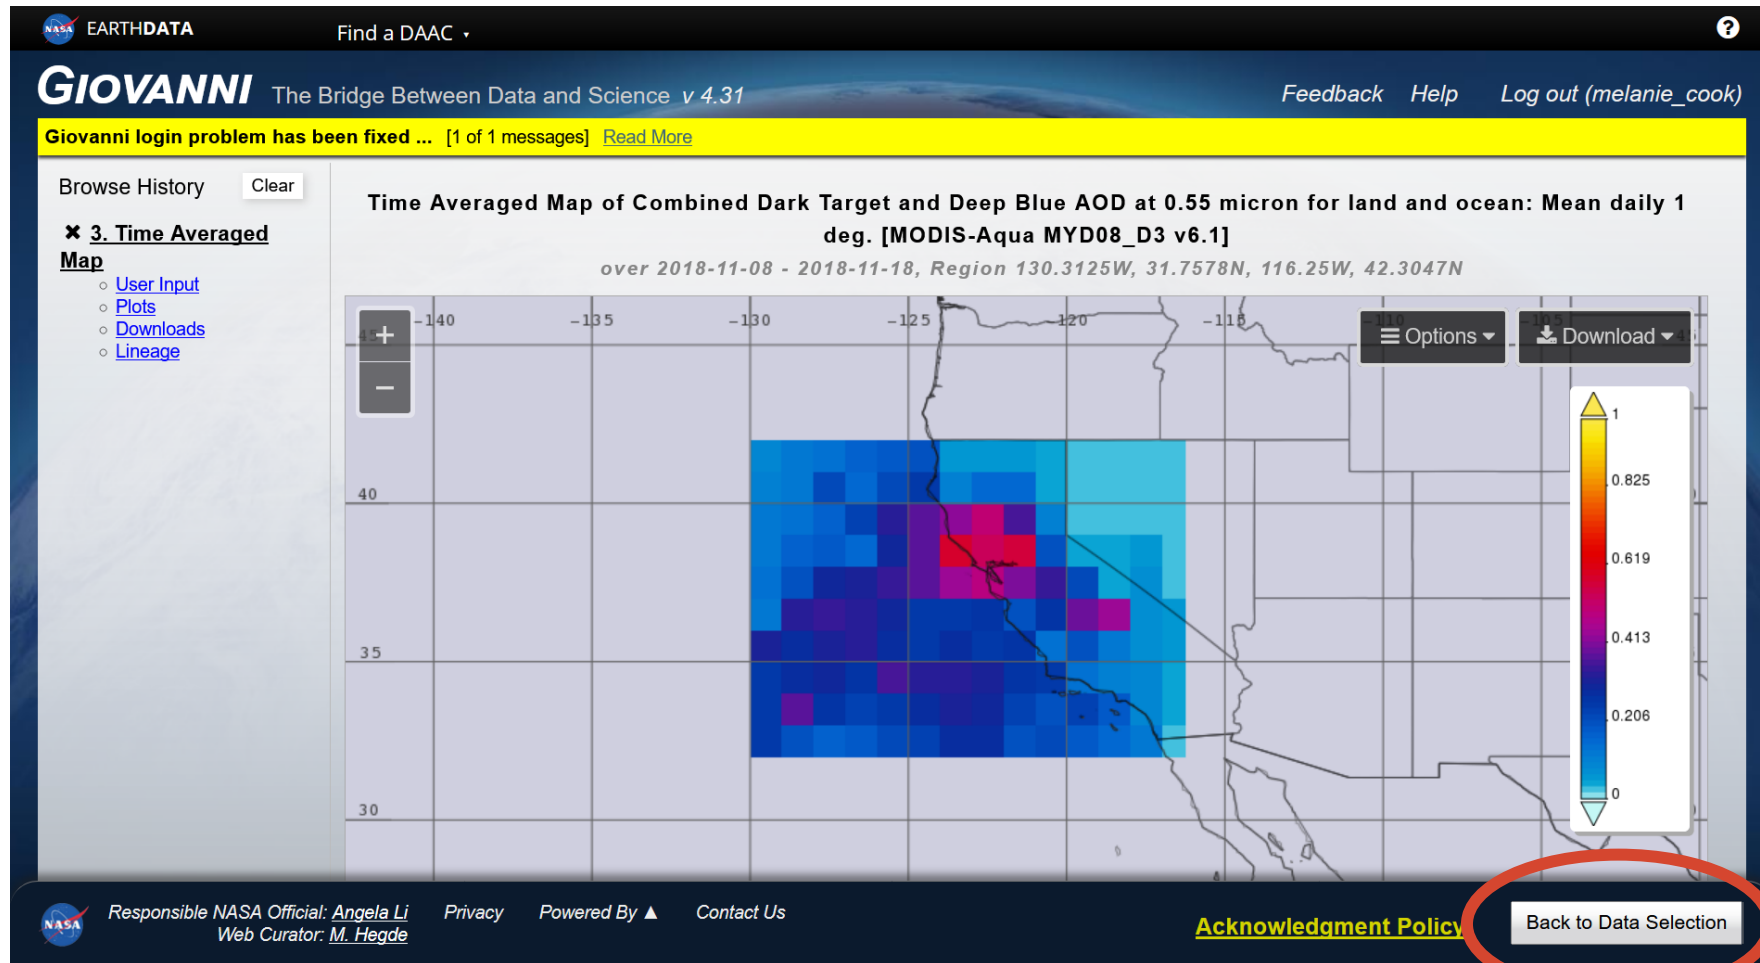 NASA EARTHDATA Find a DAAC ▾ ?
GIOVANNI The Bridge Between Data and Science v 4.31 Feedback Help Log out (melanie_cook)
Giovanni login problem has been fixed ... [1 of 1 messages] Read More
Browse History Clear
✖ 3. Time Averaged
Map
User Input
Plots
Downloads
Lineage
Time Averaged Map of Combined Dark Target and Deep Blue AOD at 0.55 micron for land and ocean: Mean daily 1
deg. [MODIS-Aqua MYD08_D3 v6.1]
over 2018-11-08 - 2018-11-18, Region 130.3125W, 31.7578N, 116.25W, 42.3047N
-140 -135 -130 -125 -120 -115 -110 -105
45
+
−
☰ Options ▾ Download ▾
1
0.825
0.619
0.413
0.206
0
40
35
30
NASA
Responsible NASA Official: Angela Li Privacy Powered By ▲ Contact Us
Web Curator: M. Hegde
Acknowledgment Policy Back to Data Selection